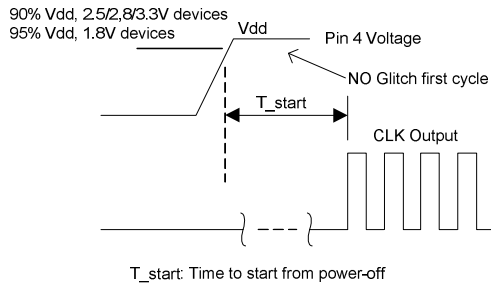 90% Vdd, 2.5/2,8/3.3V devices
95% Vdd, 1.8V devices
Vdd
Pin 4 Voltage
NO Glitch first cycle
T_start
CLK Output
T_start: Time to start from power-off